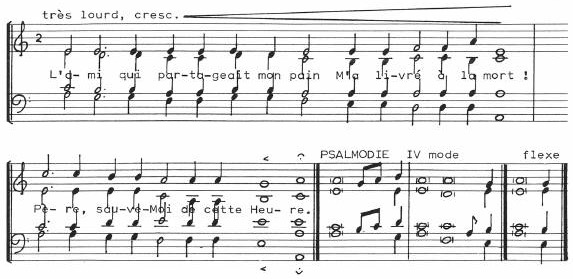 très lourd, cresc.
2
L'a-mi qui par-ta-geait mon pain M'a li-vré à la mort !
PSALMODIE IV mode flexe
Pè-re, sau-ve-Moi de cette Heu-re.